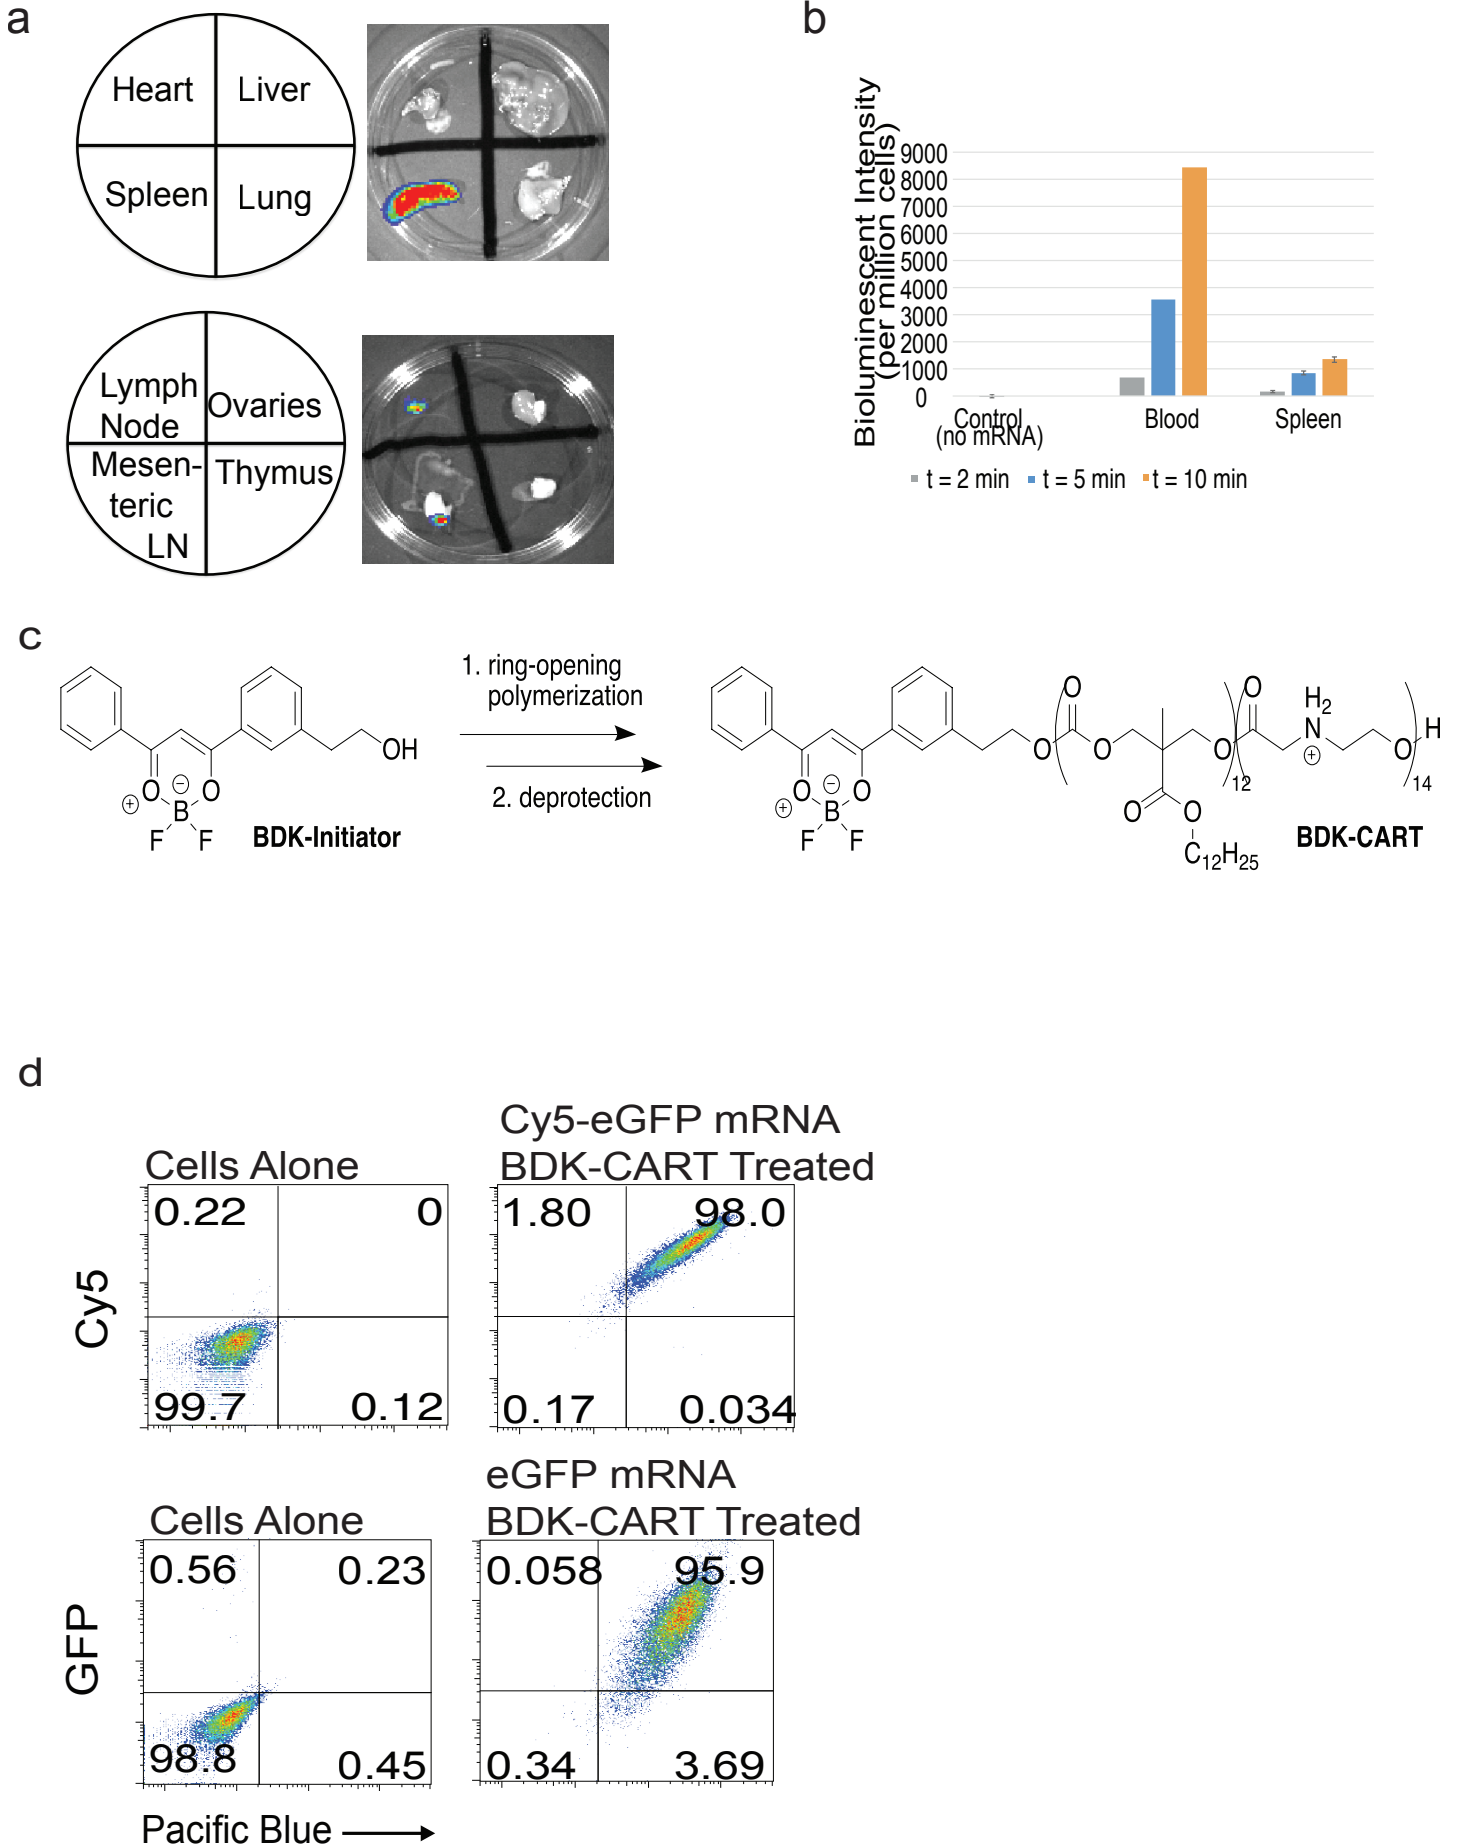 a
Heart
Liver
Spleen
Lung
Lymph
Node
Ovaries
Mesen-
teric
LN
Thymus
b
Bioluminescent Intensity
(per million cells)
9000
8000
7000
6000
5000
4000
3000
2000
1000
0
Control
(no mRNA)
Blood
Spleen
t = 2 min
t = 5 min
t = 10 min
c
1. ring-opening
polymerization
2. deprotection
OH
O
O
⊕
⊖
B
F
F
BDK-Initiator
O
O
⊕
⊖
B
F
F
O
O
O
O
12
O
O
C12H25
O
H2
N
⊕
O
14
H
BDK-CART
d
Cells Alone
Cy5-eGFP mRNA
BDK-CART Treated
Cy5
0.22
0
99.7
0.12
1.80
98.0
0.17
0.034
Cells Alone
eGFP mRNA
BDK-CART Treated
GFP
0.56
0.23
98.8
0.45
0.058
95.9
0.34
3.69
Pacific Blue